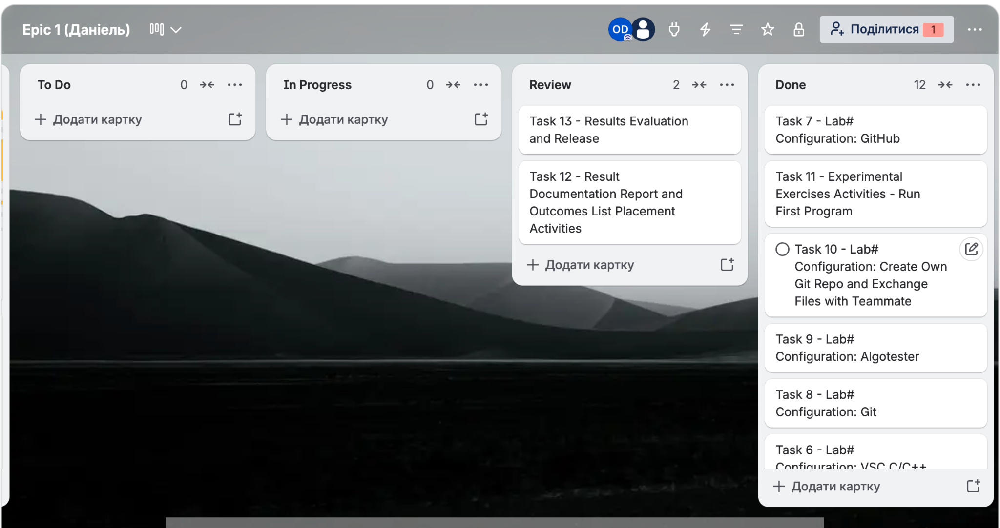 Epic 1 (Даніель)
OD
Поділитися 1
To Do 0
Додати картку
In Progress 0
Додати картку
Review 2
Task 13 - Results Evaluation
and Release
Task 12 - Result
Documentation Report and
Outcomes List Placement
Activities
Додати картку
Done 12
Task 7 - Lab#
Configuration: GitHub
Task 11 - Experimental
Exercises Activities - Run
First Program
Task 10 - Lab#
Configuration: Create Own
Git Repo and Exchange
Files with Teammate
Task 9 - Lab#
Configuration: Algotester
Task 8 - Lab#
Configuration: Git
Task 6 - Lab#
Configuration: VSC C/C++
Додати картку